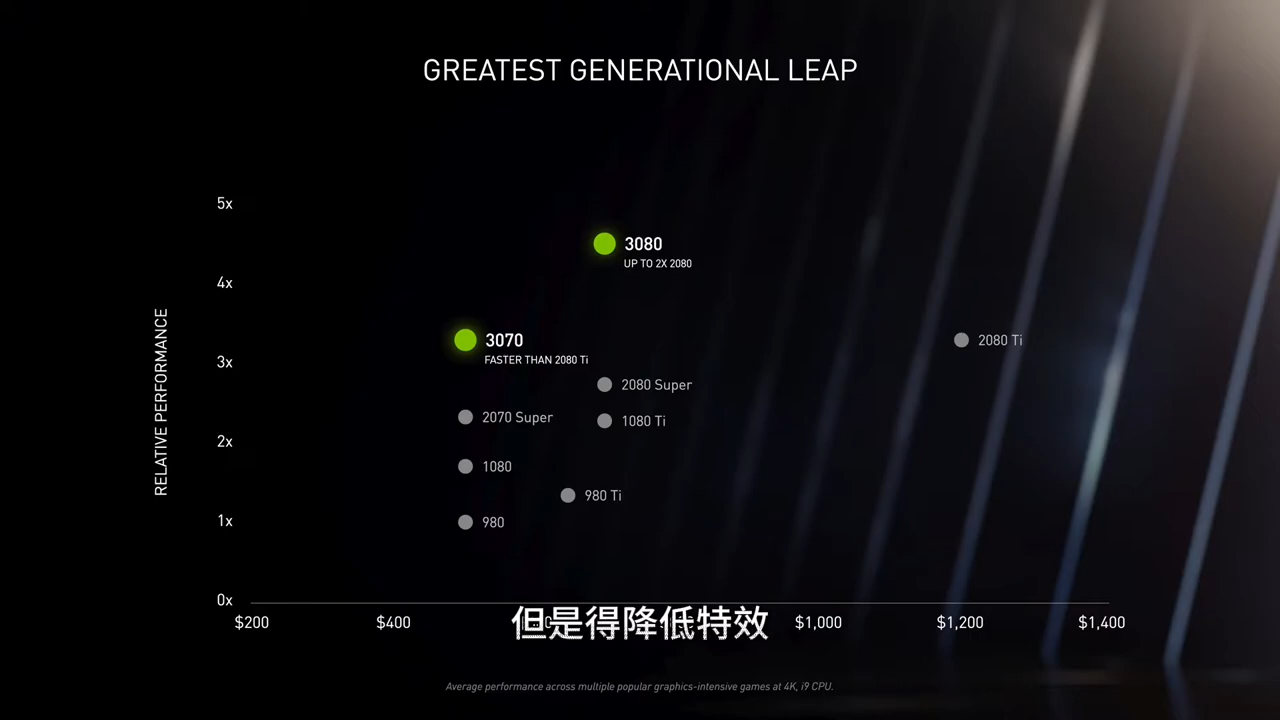 GREATEST GENERATIONAL LEAP
5x
3080
UP TO 2X 2080
4x
RELATIVE PERFORMANCE
3070
FASTER THAN 2080 Ti
2080 Ti
3x
2080 Super
2070 Super
1080 Ti
2x
1080
980 Ti
1x
980
0x
$200 $400 $1,000 $1,200 $1,400
但是得降低特效
Average performance across multiple popular graphics-intensive games at 4K, i9 CPU.